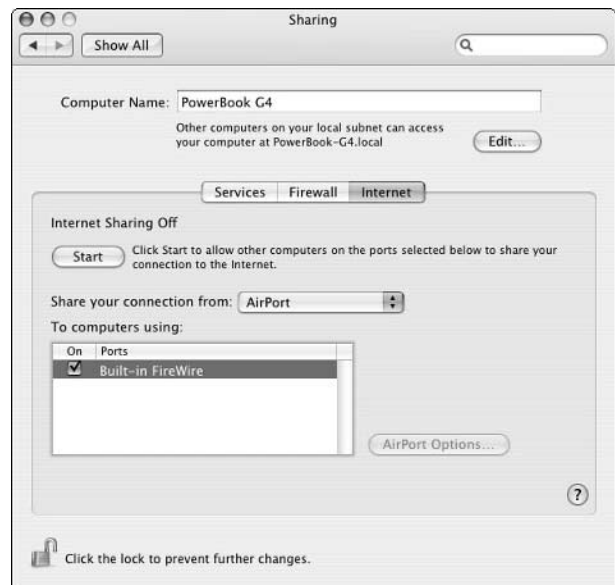 Sharing
Show All
Computer Name: PowerBook G4
Other computers on your local subnet can access
your computer at PowerBook-G4.local
Edit...
Services Firewall Internet
Internet Sharing Off
Start
Click Start to allow other computers on the ports selected below to share your
connection to the Internet.
Share your connection from: AirPort
To computers using:
On Ports
Built-in FireWire
AirPort Options...
?
Click the lock to prevent further changes.